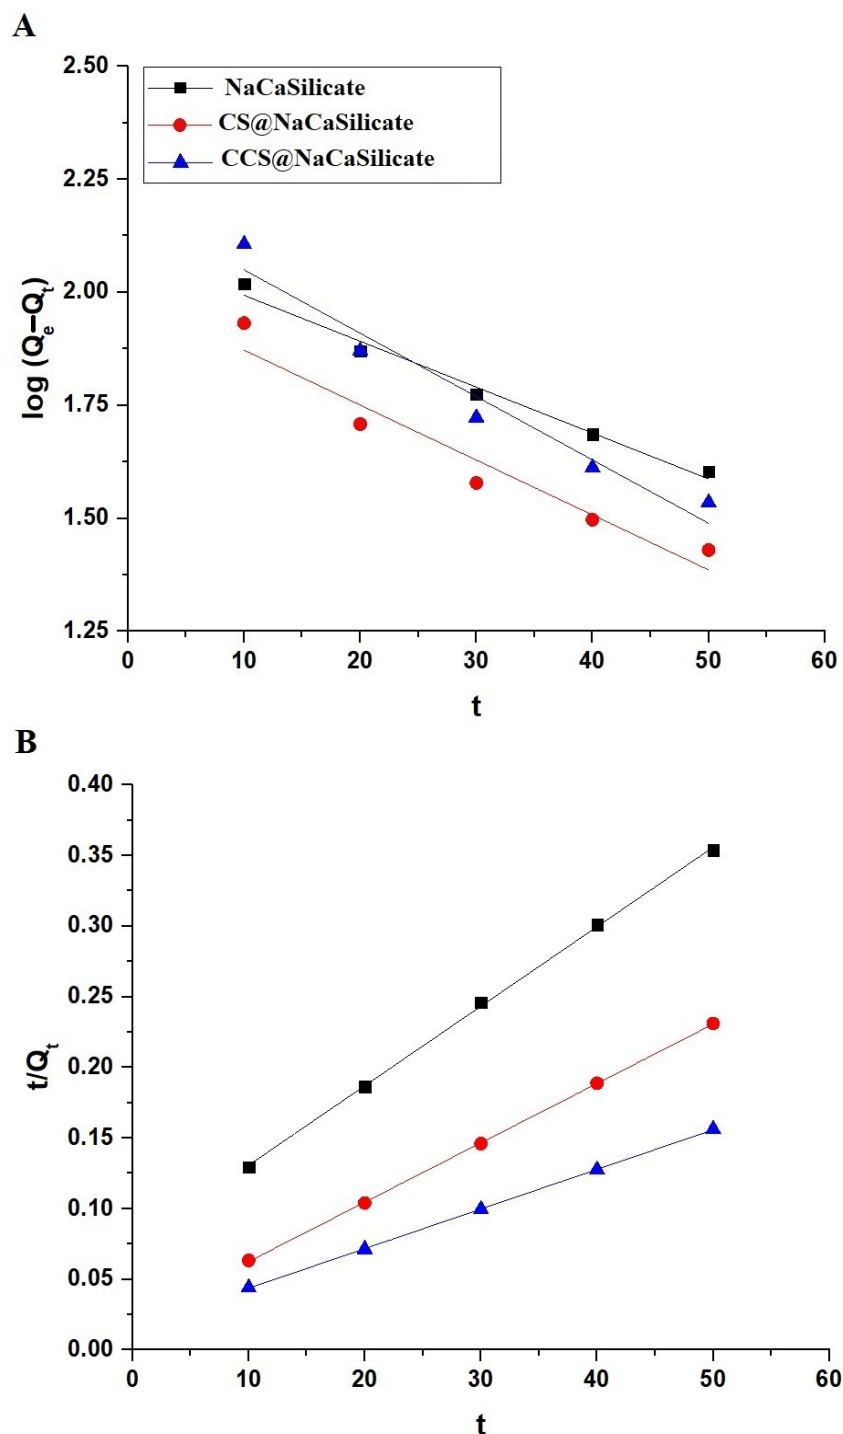 A
2.50
2.25
2.00
1.75
1.50
1.25
log (Qe−Qt)
NaCaSilicate
CS@NaCaSilicate
CCS@NaCaSilicate
0 10 20 30 40 50 60
t
B
0.40
0.35
0.30
0.25
0.20
0.15
0.10
0.05
0.00
t/Qt
0 10 20 30 40 50 60
t